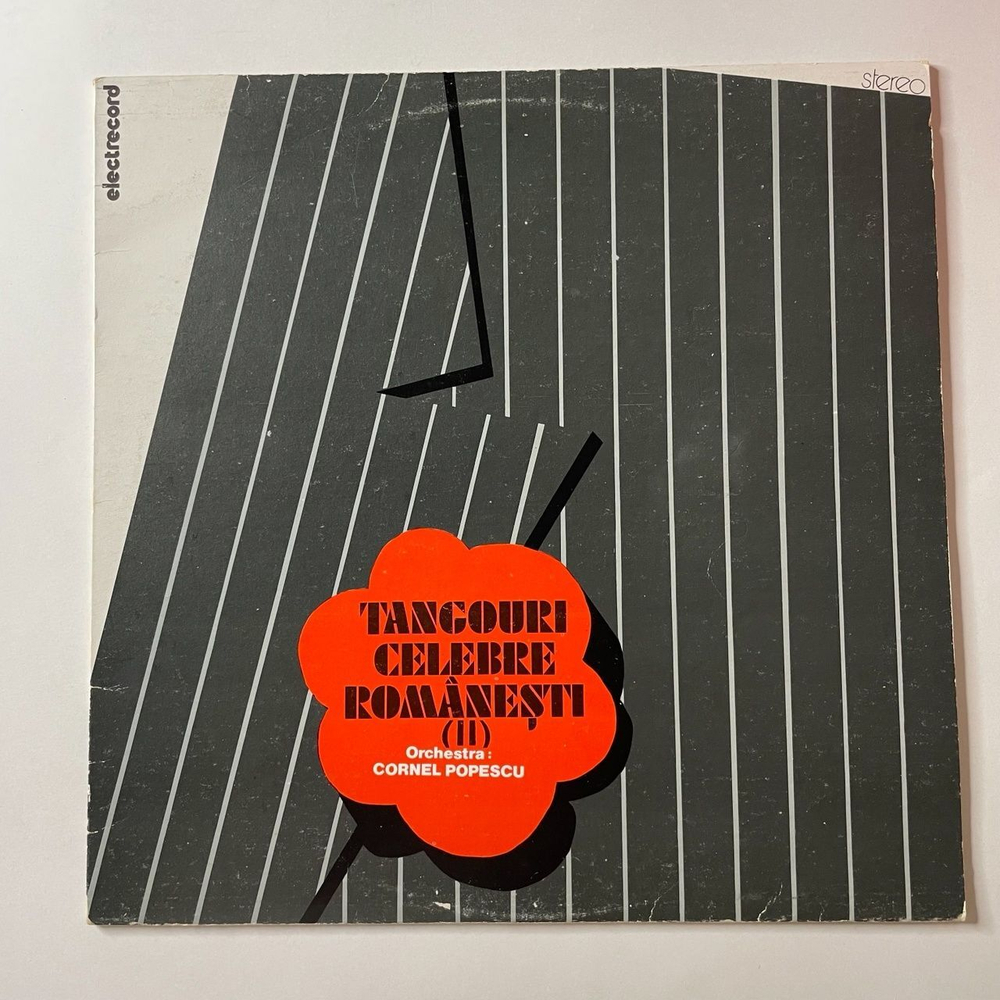 electrecord
stereo
TANGOURI
CELEBRE
ROMÂNEȘTI
(II)
Orchestra:
CORNEL POPESCU